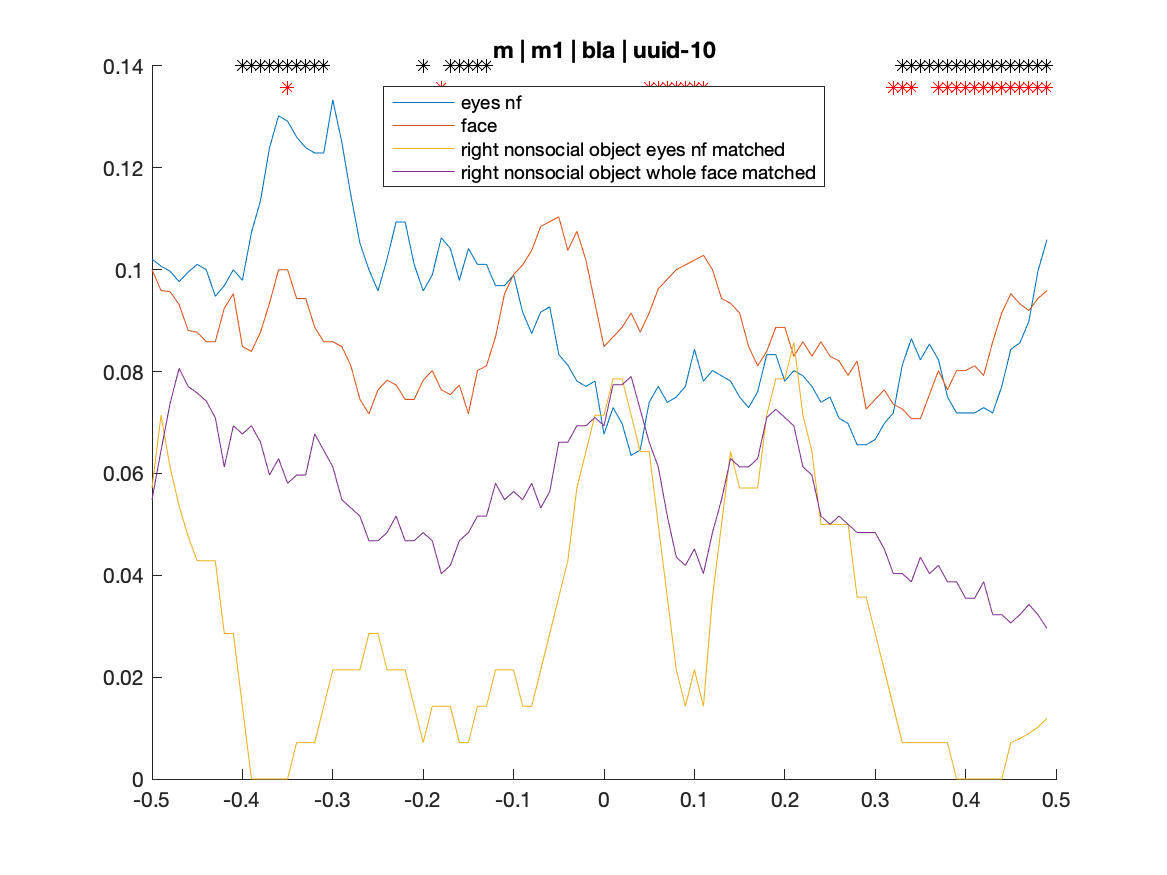 m | m1 | bla | uuid-10
0.14
0.12
0.1
0.08
0.06
0.04
0.02
0
eyes nf
face
right nonsocial object eyes nf matched
right nonsocial object whole face matched
-0.5 -0.4 -0.3 -0.2 -0.1 0 0.1 0.2 0.3 0.4 0.5